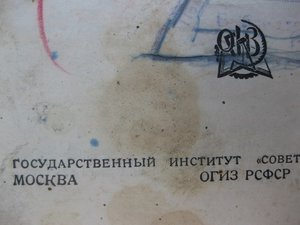 ГОСУДАРСТВЕННЫЙ ИНСТИТУТ „СОВЕТ
МОСКВА ОГИЗ РСФСР